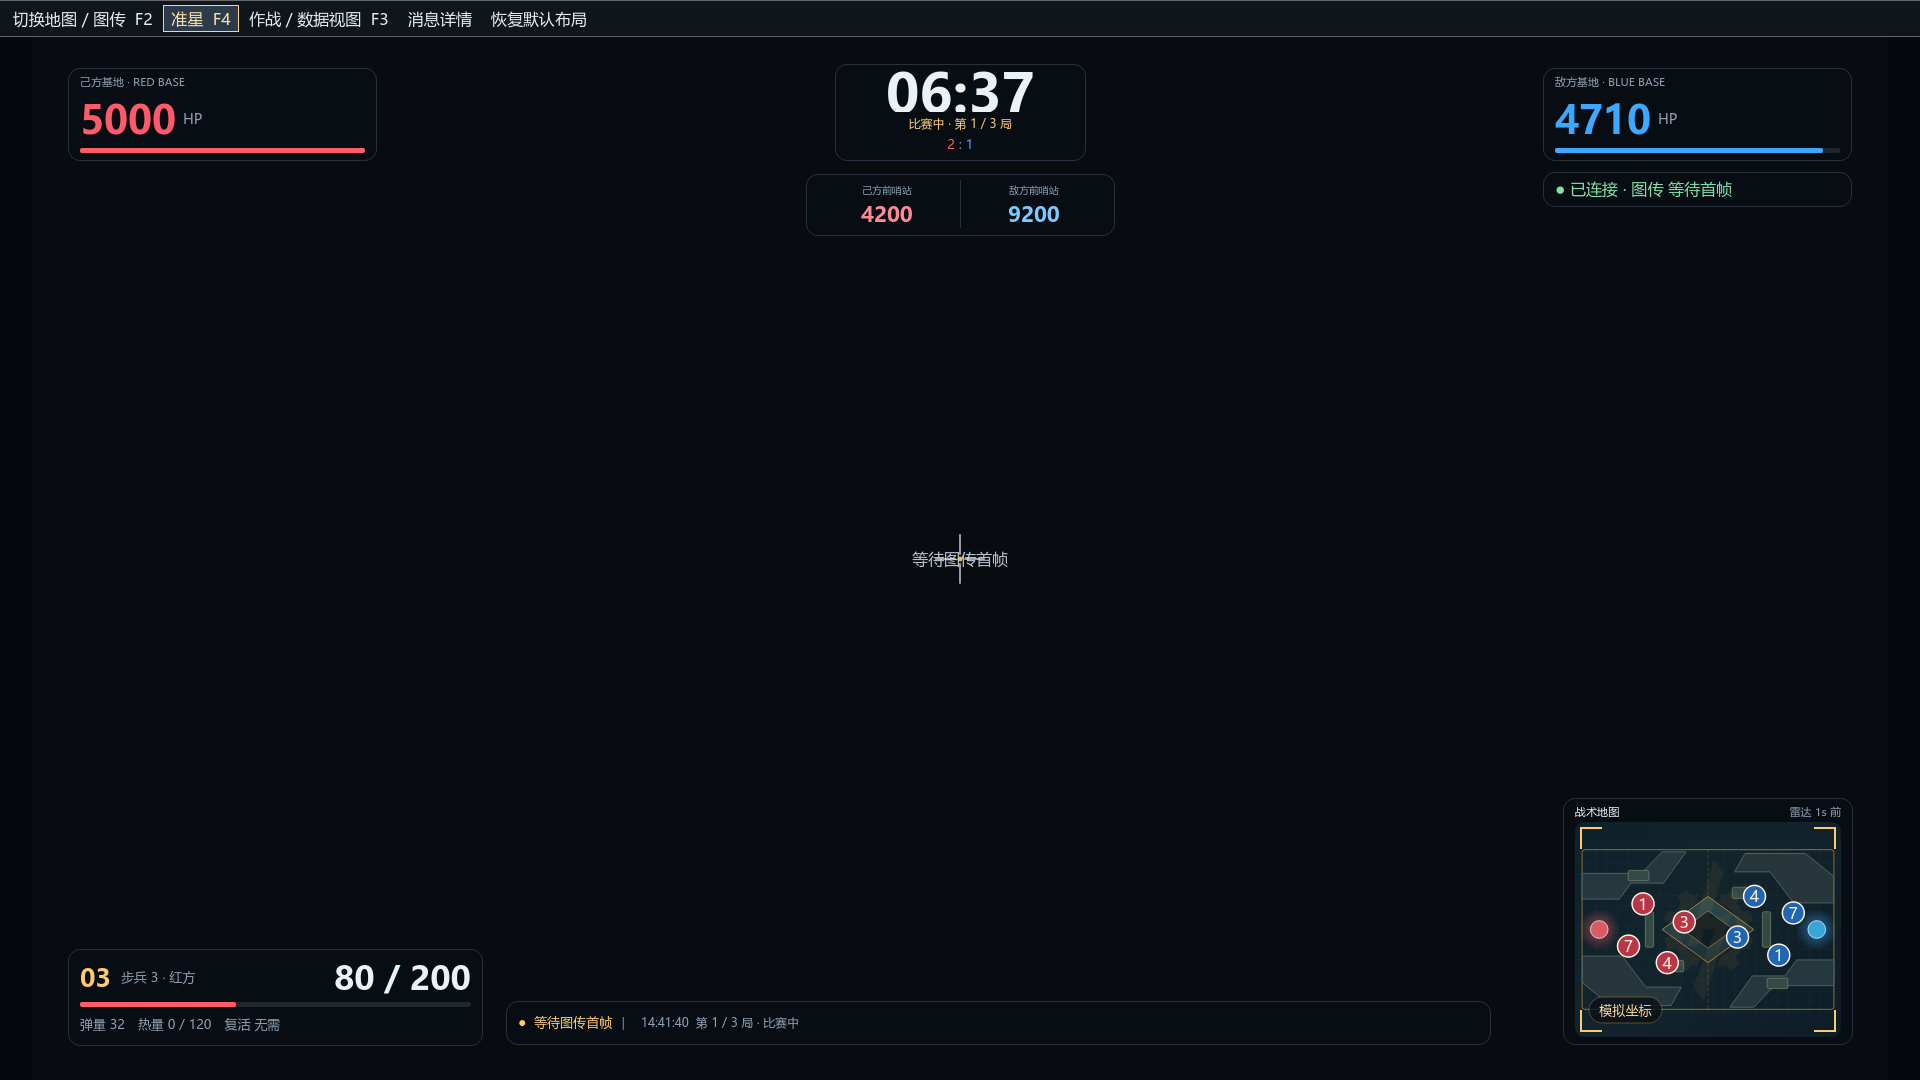 切换地图 / 图传 F2 准星 F4 作战 / 数据视图 F3 消息详情 恢复默认布局
己方基地 · RED BASE
5000 HP
06:37
比赛中 · 第 1 / 3 局
2 : 1
敌方基地 · BLUE BASE
4710 HP
● 已连接 · 图传 等待首帧
己方前哨站
4200
敌方前哨站
9200
等待图传首帧
战术地图 雷达 1s 前
1
3
7
4
4
7
3
1
模拟坐标
03 步兵 3 · 红方 80 / 200
弹量 32 热量 0 / 120 复活 无需
● 等待图传首帧 | 14:41:40 第 1 / 3 局 · 比赛中